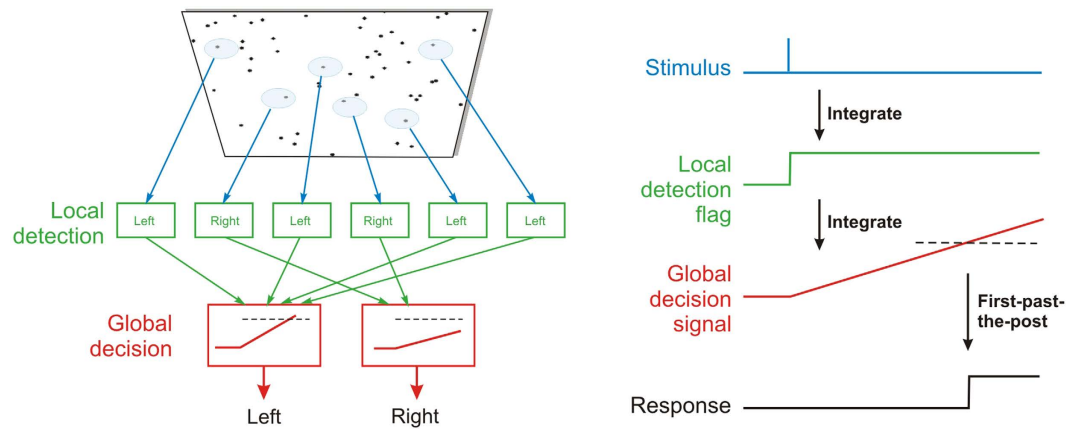 Local
detection
Left
Right
Left
Right
Left
Left
Global
decision
Left
Right
Stimulus
Integrate
Local
detection
flag
Integrate
Global
decision
signal
First-past-
-the-post
Response